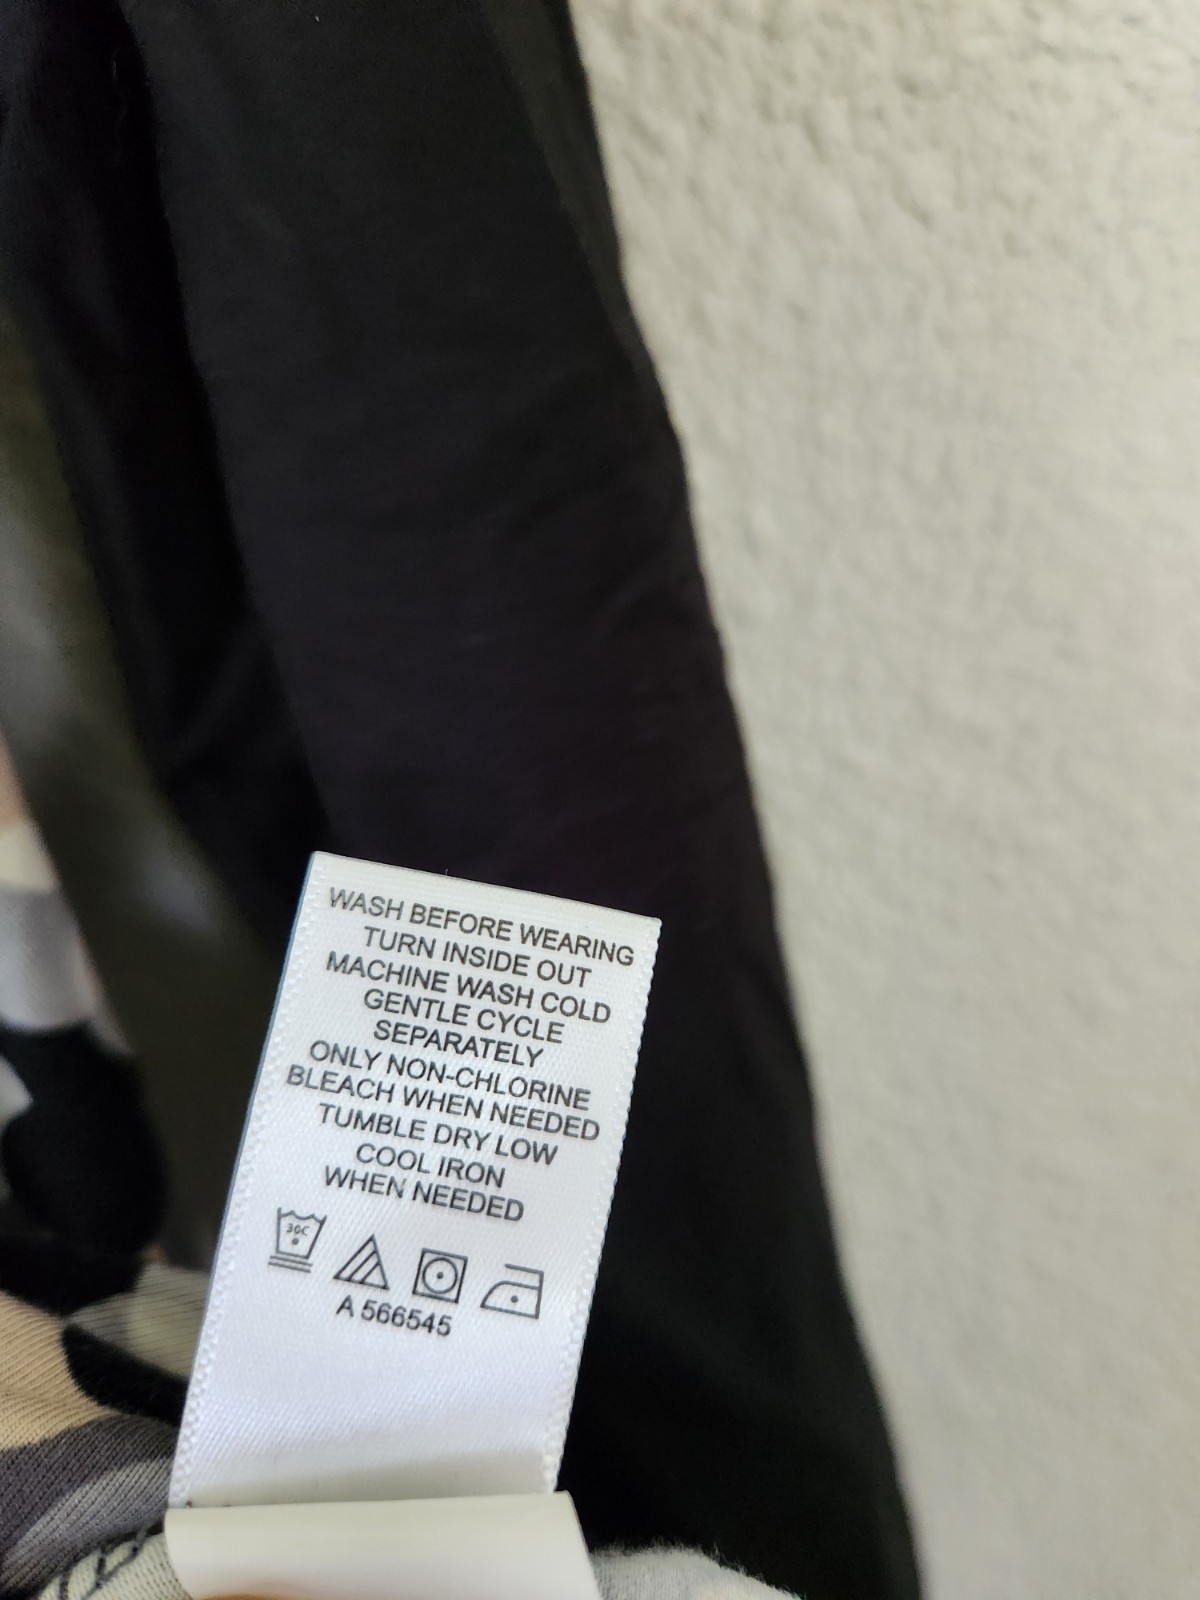 WASH BEFORE WEARING
TURN INSIDE OUT
MACHINE WASH COLD
GENTLE CYCLE
SEPARATELY
ONLY NON-CHLORINE
BLEACH WHEN NEEDED
TUMBLE DRY LOW
COOL IRON
WHEN NEEDED
30C
A 566545